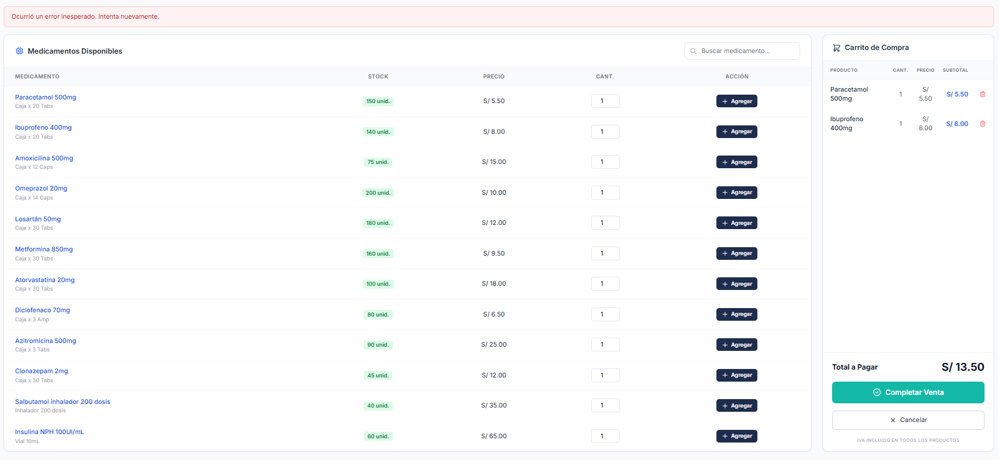 Ocurrió un error inesperado. Intenta nuevamente.
Medicamentos Disponibles
Buscar medicamento...
MEDICAMENTO STOCK PRECIO CANT. ACCIÓN
Paracetamol 500mg
Caja x 20 Tabs
150 unid. S/ 5.50 1 Agregar
Ibuprofeno 400mg
Caja x 20 Tabs
140 unid. S/ 8.00 1 Agregar
Amoxicilina 500mg
Caja x 12 Caps
75 unid. S/ 15.00 1 Agregar
Omeprazol 20mg
Caja x 14 Caps
200 unid. S/ 10.00 1 Agregar
Losartán 50mg
Caja x 30 Tabs
180 unid. S/ 12.00 1 Agregar
Metformina 850mg
Caja x 30 Tabs
160 unid. S/ 9.50 1 Agregar
Atorvastatina 20mg
Caja x 30 Tabs
100 unid. S/ 18.00 1 Agregar
Diclofenaco 70mg
Caja x 3 Amp
80 unid. S/ 6.50 1 Agregar
Azitromicina 500mg
Caja x 3 Tabs
90 unid. S/ 25.00 1 Agregar
Clonazepam 2mg
Caja x 30 Tabs
45 unid. S/ 12.00 1 Agregar
Salbutamol inhalador 200 dosis
Inhalador 200 dosis
40 unid. S/ 35.00 1 Agregar
Insulina NPH 100UI/mL
Vial 10mL
60 unid. S/ 65.00 1 Agregar
Carrito de Compra
PRODUCTO CANT. PRECIO SUBTOTAL
Paracetamol
500mg
1
S/
5.50
S/ 5.50
Ibuprofeno
400mg
1
S/
8.00
S/ 8.00
Total a Pagar S/ 13.50
Completar Venta
Cancelar
IVA INCLUIDO EN TODOS LOS PRODUCTOS